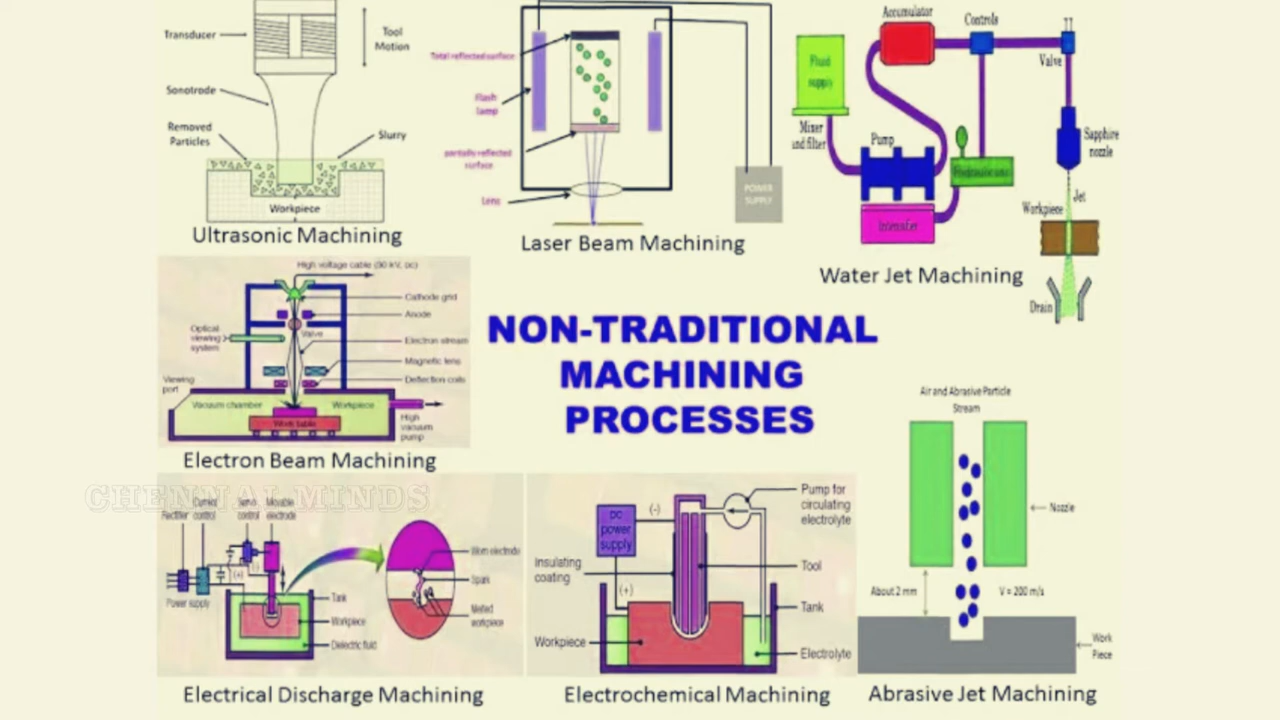 Transducer
Tool
Motion
Sonotrode
Removed
Particles
Slurry
Workpiece
Ultrasonic Machining
Total reflected surface
flash
lamp
partially reflected
surface
Lens
POWER
SUPPLY
Laser Beam Machining
Accumulator
Controls
Fluid
supply
Valve
Mixer
and filter
Pump
Sapphire
nozzle
Jet
Intensifier
Workpiece
Drain
Water Jet Machining
High voltage cable (30 kV, dc)
Cathode grid
Anode
Optical
viewing
system
Valve
Electron stream
Magnetic lens
Deflection coils
Viewing
port
Vacuum chamber
Workpiece
Work table
High
vacuum
pump
Electron Beam Machining
NON-TRADITIONAL
MACHINING
PROCESSES
CHENNAI MINDS
Rectifier
Current
control
Servo
control
Movable
electrode
(+)
(-)
Power supply
Tank
Workpiece
Dielectric fluid
Worn electrode
Spark
Melted
workpiece
Electrical Discharge Machining
dc
power
supply
(-)
(+)
Pump for
circulating
electrolyte
Insulating
coating
Tool
Tank
Workpiece
Electrolyte
Electrochemical Machining
Air and Abrasive Particle
Stream
Nozzle
About 2 mm
V = 200 m/s
Work
Piece
Abrasive Jet Machining